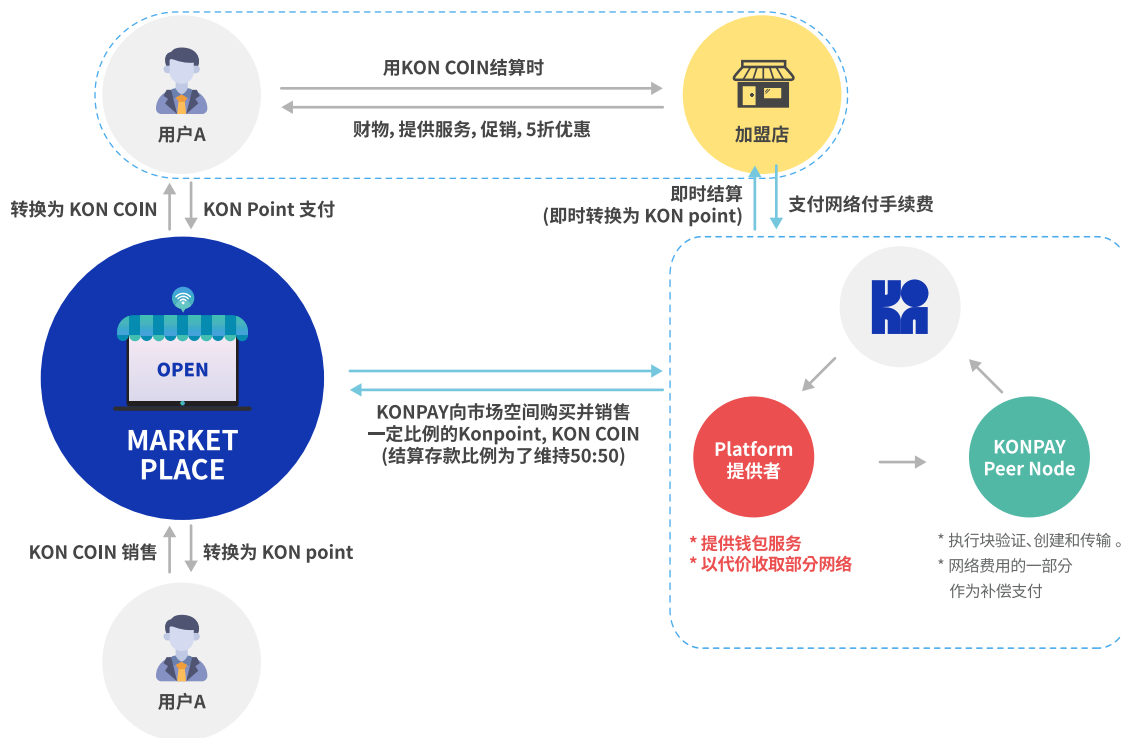 用KON COIN结算时
财物, 提供服务, 促销, 5折优惠
用户A
加盟店
转换为 KON COIN
KON Point 支付
即时结算
(即时转换为 KON point)
支付网络付手续费
OPEN
MARKET
PLACE
KONPAY向市场空间购买并销售
一定比例的Konpoint, KON COIN
(结算存款比例为了维持50:50)
Platform
提供者
KONPAY
Peer Node
* 提供钱包服务
* 以代价收取部分网络
* 执行块验证、创建和传输 。
* 网络费用的一部分
作为补偿支付
KON COIN 销售
转换为 KON point
用户A